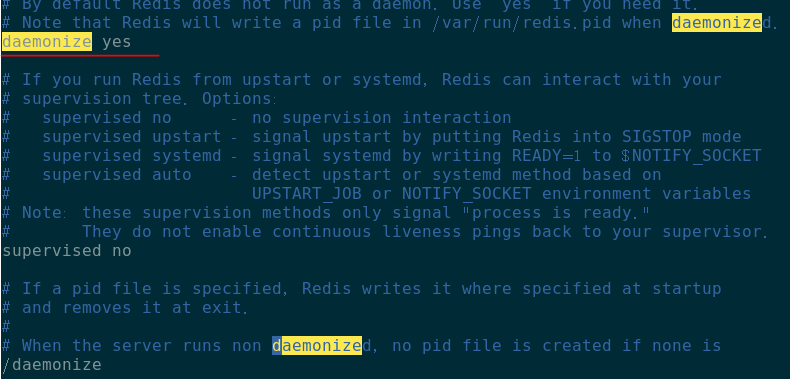 # By default Redis does not run as a daemon. Use 'yes' if you need it.
# Note that Redis will write a pid file in /var/run/redis.pid when daemonized.
daemonize yes
# If you run Redis from upstart or systemd, Redis can interact with your
# supervision tree. Options:
#   supervised no      - no supervision interaction
#   supervised upstart - signal upstart by putting Redis into SIGSTOP mode
#   supervised systemd - signal systemd by writing READY=1 to $NOTIFY_SOCKET
#   supervised auto    - detect upstart or systemd method based on
#                        UPSTART_JOB or NOTIFY_SOCKET environment variables
# Note: these supervision methods only signal "process is ready."
#       They do not enable continuous liveness pings back to your supervisor.
supervised no
# If a pid file is specified, Redis writes it where specified at startup
# and removes it at exit.
#
# When the server runs non daemonized, no pid file is created if none is
/daemonize